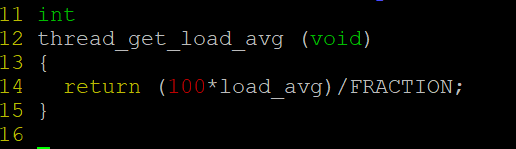 11 int
12 thread_get_load_avg (void)
13 {
14   return (100*load_avg)/FRACTION;
15 }
16